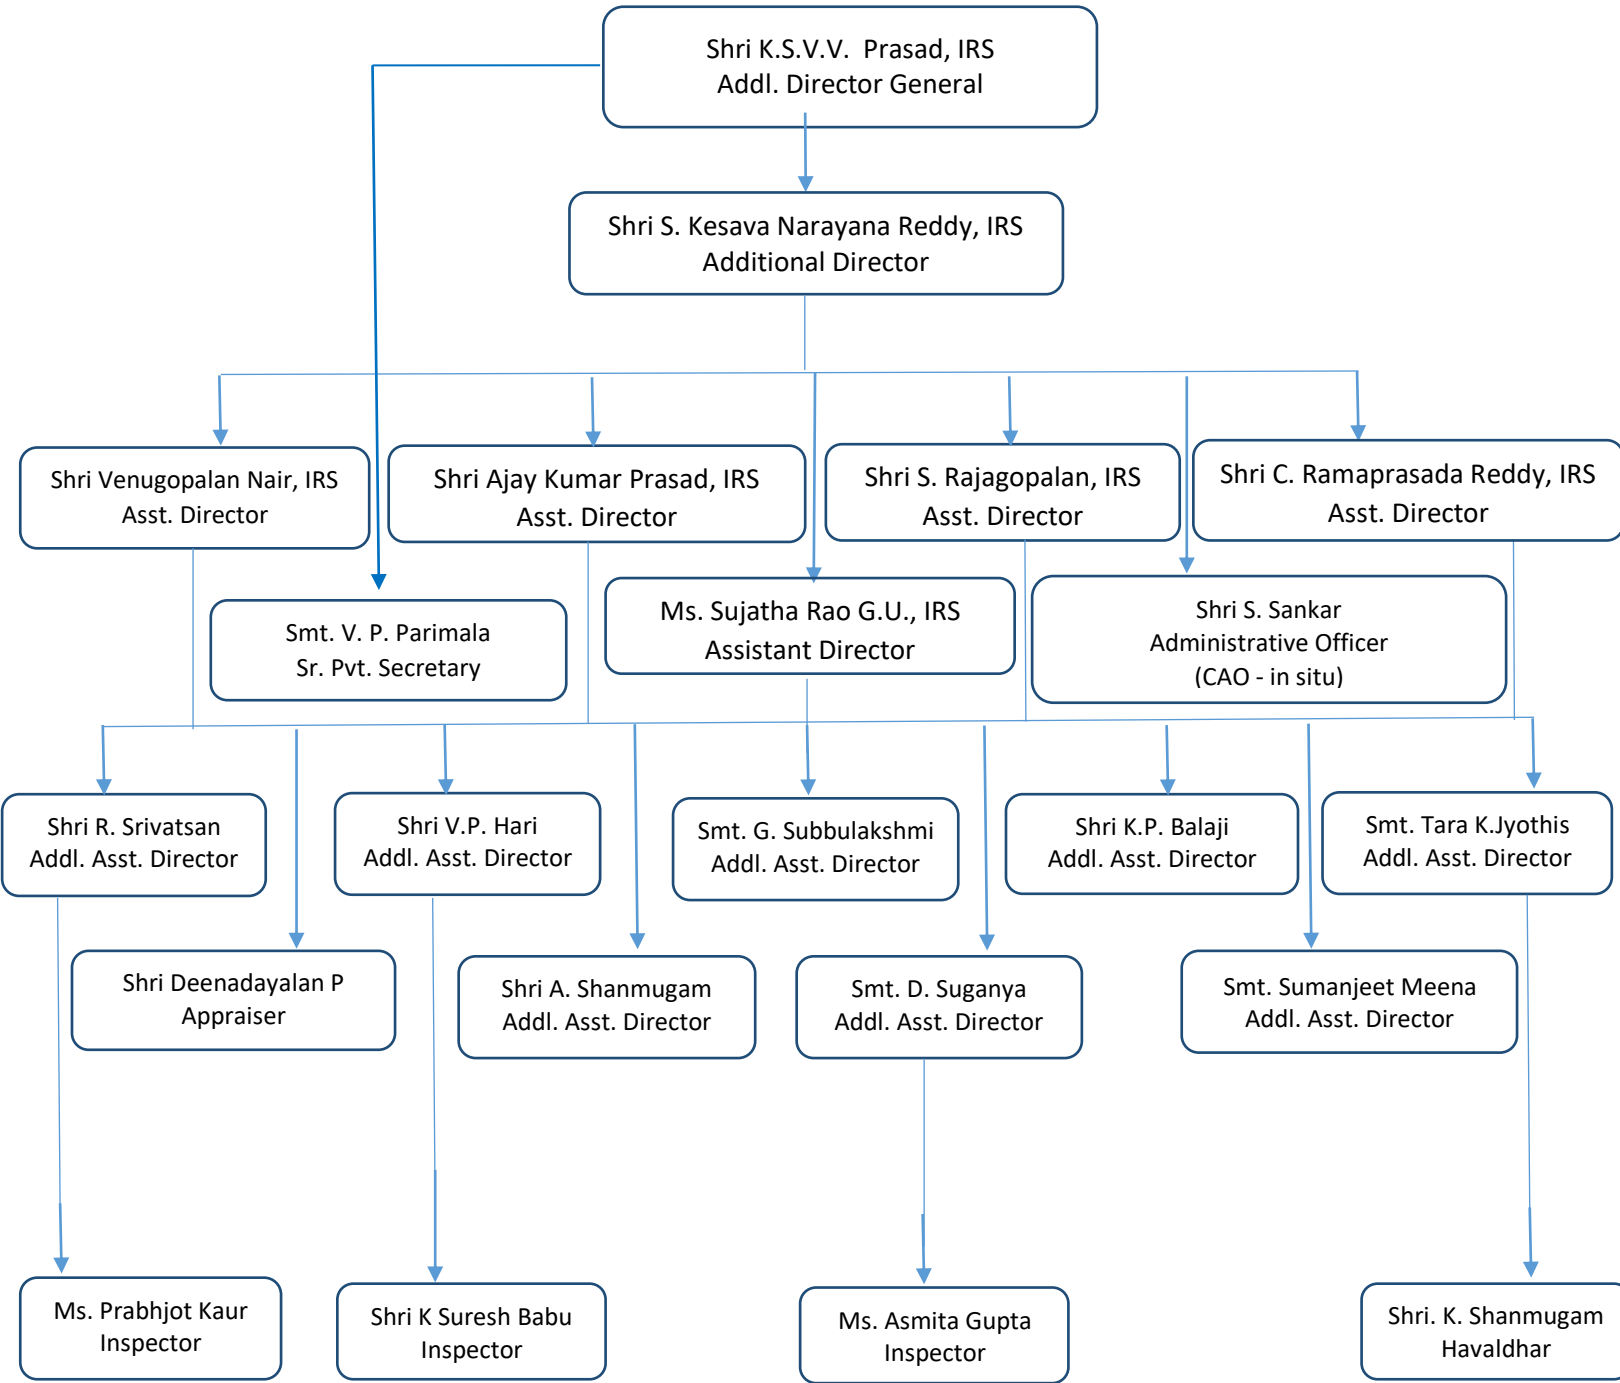 Shri K.S.V.V. Prasad, IRS
Addl. Director General
Shri S. Kesava Narayana Reddy, IRS
Additional Director
Shri Venugopalan Nair, IRS
Asst. Director
Shri Ajay Kumar Prasad, IRS
Asst. Director
Shri S. Rajagopalan, IRS
Asst. Director
Shri C. Ramaprasada Reddy, IRS
Asst. Director
Smt. V. P. Parimala
Sr. Pvt. Secretary
Ms. Sujatha Rao G.U., IRS
Assistant Director
Shri S. Sankar
Administrative Officer
(CAO - in situ)
Shri R. Srivatsan
Addl. Asst. Director
Shri V.P. Hari
Addl. Asst. Director
Smt. G. Subbulakshmi
Addl. Asst. Director
Shri K.P. Balaji
Addl. Asst. Director
Smt. Tara K.Jyothis
Addl. Asst. Director
Shri Deenadayalan P
Appraiser
Shri A. Shanmugam
Addl. Asst. Director
Smt. D. Suganya
Addl. Asst. Director
Smt. Sumanjeet Meena
Addl. Asst. Director
Ms. Prabhjot Kaur
Inspector
Shri K Suresh Babu
Inspector
Ms. Asmita Gupta
Inspector
Shri. K. Shanmugam
Havaldhar